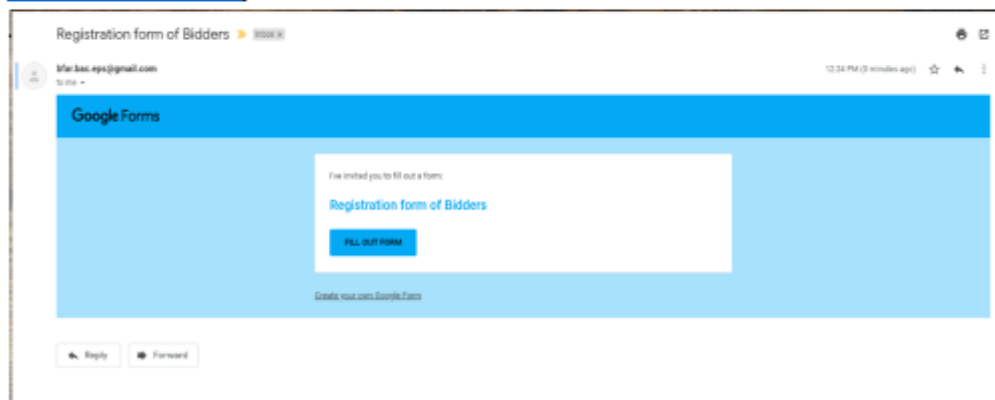 Registration form of Bidders
Inbox x
bfar.bac.eps@gmail.com
12:34 PM (0 minutes ago)
to me
Google Forms
I've invited you to fill out a form:
Registration form of Bidders
FILL OUT FORM
Create your own Google Form
Reply
Forward